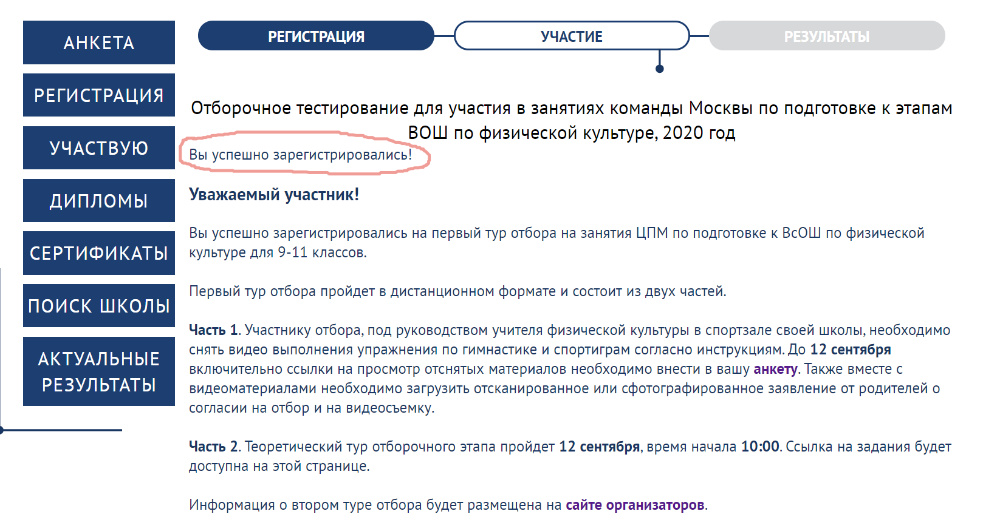 АНКЕТА
РЕГИСТРАЦИЯ
УЧАСТВУЮ
ДИПЛОМЫ
СЕРТИФИКАТЫ
ПОИСК ШКОЛЫ
АКТУАЛЬНЫЕ
РЕЗУЛЬТАТЫ
РЕГИСТРАЦИЯ
УЧАСТИЕ
РЕЗУЛЬТАТЫ
Отборочное тестирование для участия в занятиях команды Москвы по подготовке к этапам
ВОШ по физической культуре, 2020 год
Вы успешно зарегистрировались!
Уважаемый участник!
Вы успешно зарегистрировались на первый тур отбора на занятия ЦПМ по подготовке к ВсОШ по физической
культуре для 9-11 классов.
Первый тур отбора пройдет в дистанционном формате и состоит из двух частей.
Часть 1. Участнику отбора, под руководством учителя физической культуры в спортзале своей школы, необходимо
снять видео выполнения упражнения по гимнастике и спортиграм согласно инструкциям. До 12 сентября
включительно ссылки на просмотр отснятых материалов необходимо внести в вашу анкету. Также вместе с
видеоматериалами необходимо загрузить отсканированное или сфотографированное заявление от родителей о
согласии на отбор и на видеосъемку.
Часть 2. Теоретический тур отборочного этапа пройдет 12 сентября, время начала 10:00. Ссылка на задания будет
доступна на этой странице.
Информация о втором туре отбора будет размещена на сайте организаторов.